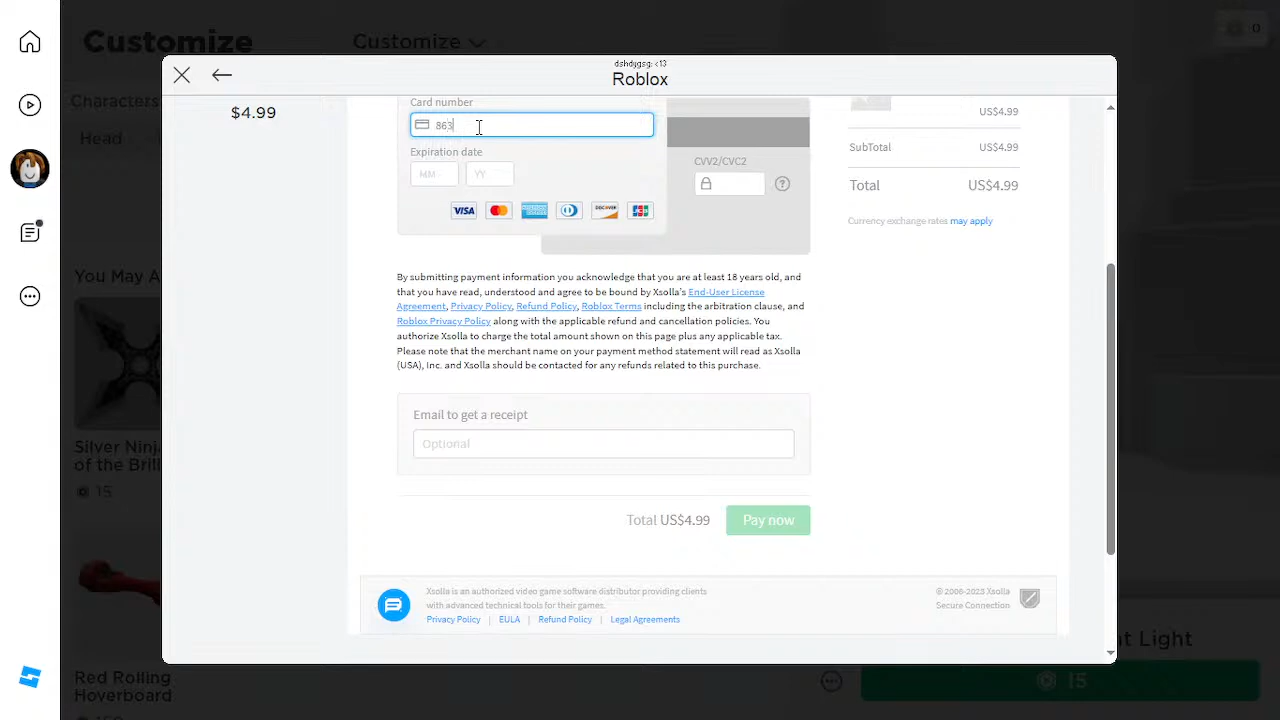 Customize
Customize
0
dshdjgsg: <13
Roblox
Characters
Head
$4.99
Card number
863
Expiration date
MM
YY
VISA
DISCOVER
JCB
CVV2/CVC2
?
US$4.99
SubTotal
US$4.99
Total
US$4.99
Currency exchange rates may apply
You May A
Silver Ninj
of the Brill
15
By submitting payment information you acknowledge that you are at least 18 years old, and
that you have read, understood and agree to be bound by Xsolla's End-User License
Agreement, Privacy Policy, Refund Policy, Roblox Terms including the arbitration clause, and
Roblox Privacy Policy along with the applicable refund and cancellation policies. You
authorize Xsolla to charge the total amount shown on this page plus any applicable tax.
Please note that the merchant name on your payment method statement will read as Xsolla
(USA), Inc. and Xsolla should be contacted for any refunds related to this purchase.
Email to get a receipt
Optional
Total US$4.99
Pay now
Xsolla is an authorized video game software distributor providing clients
with advanced technical tools for their games.
Privacy Policy | EULA | Refund Policy | Legal Agreements
© 2006-2023 Xsolla
Secure Connection
Red Rolling
Hoverboard
t Light
15